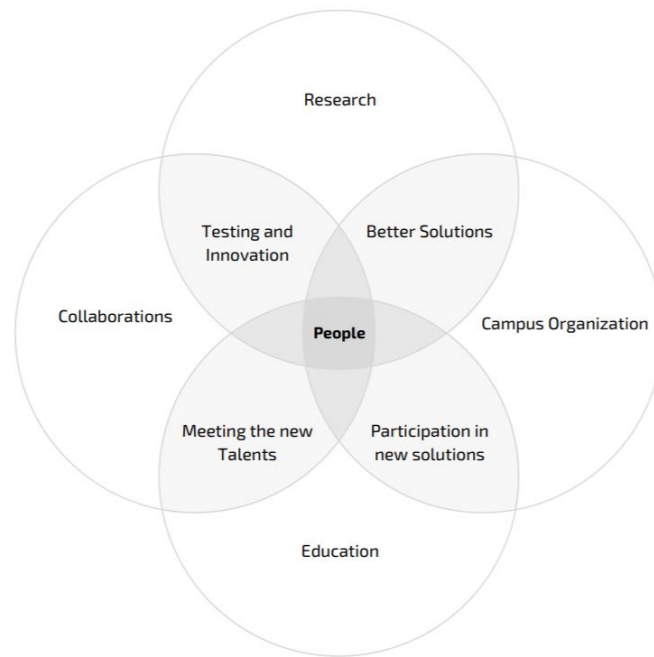 Research
Testing and
Innovation
Better Solutions
Collaborations
People
Campus Organization
Meeting the new
Talents
Participation in
new solutions
Education